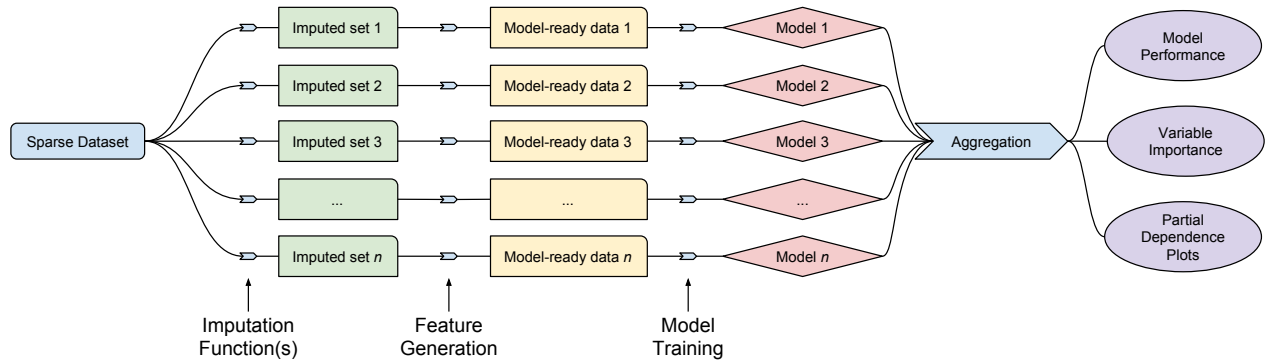 Sparse Dataset
Imputed set 1
Model-ready data 1
Model 1
Imputed set 2
Model-ready data 2
Model 2
Imputed set 3
Model-ready data 3
Model 3
...
...
...
Imputed set n
Model-ready data n
Model n
Imputation
Function(s)
Feature
Generation
Model
Training
Aggregation
Model
Performance
Variable
Importance
Partial
Dependence
Plots